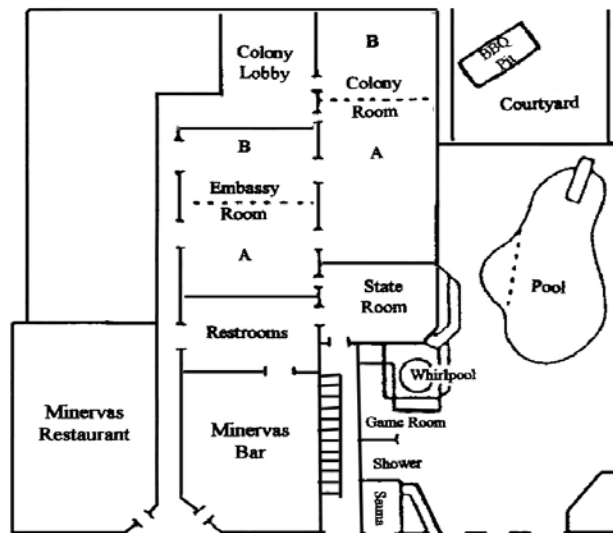 Colony
Lobby
B
Colony
Room
A
BBQ
Pit
Courtyard
B
Embassy
Room
A
State
Room
Pool
Restrooms
Whirlpool
Minervas
Restaurant
Minervas
Bar
Game Room
Shower
Sauna